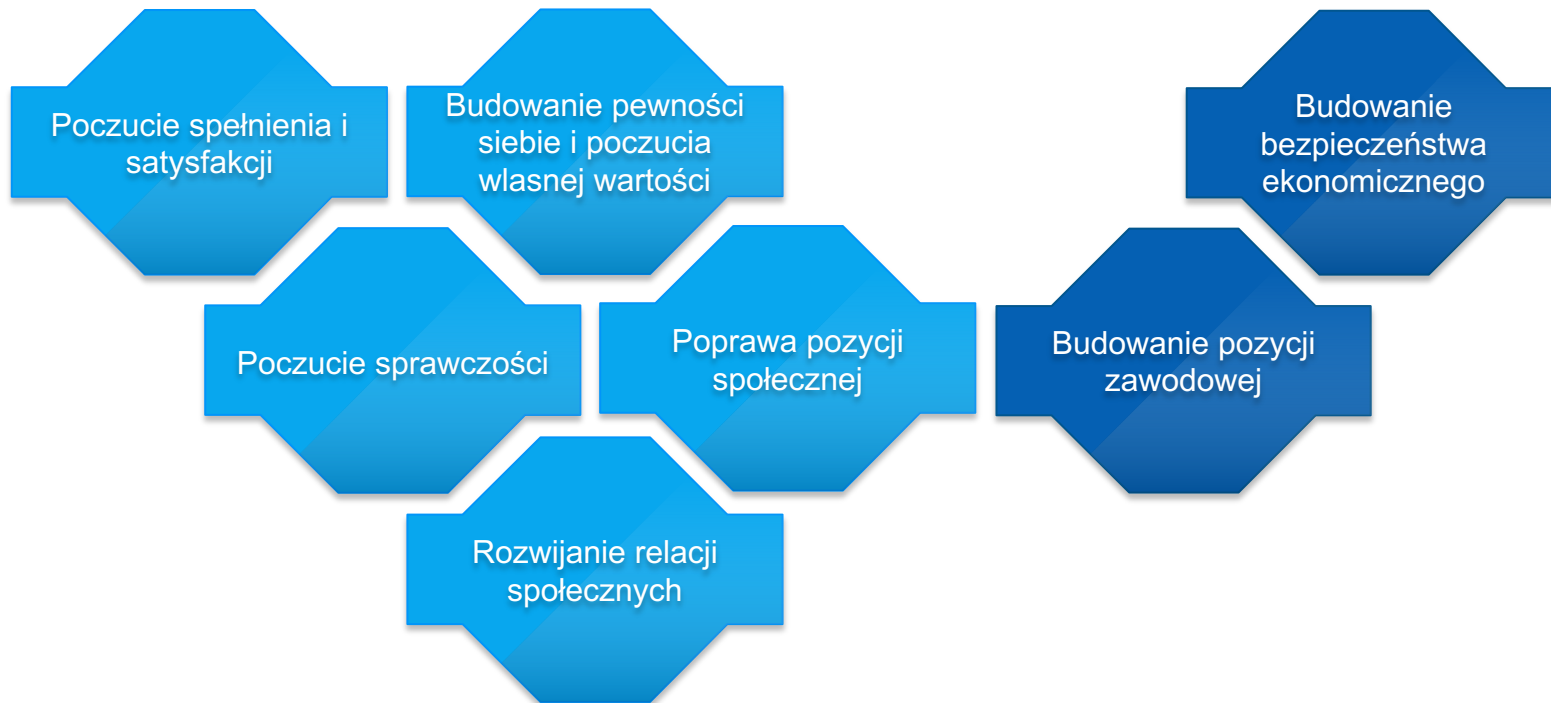 Poczucie spełnienia i
satysfakcji
Budowanie pewności
siebie i poczucia
wlasnej wartości
Budowanie
bezpieczeństwa
ekonomicznego
Poczucie sprawczości
Poprawa pozycji
społecznej
Budowanie pozycji
zawodowej
Rozwijanie relacji
społecznych